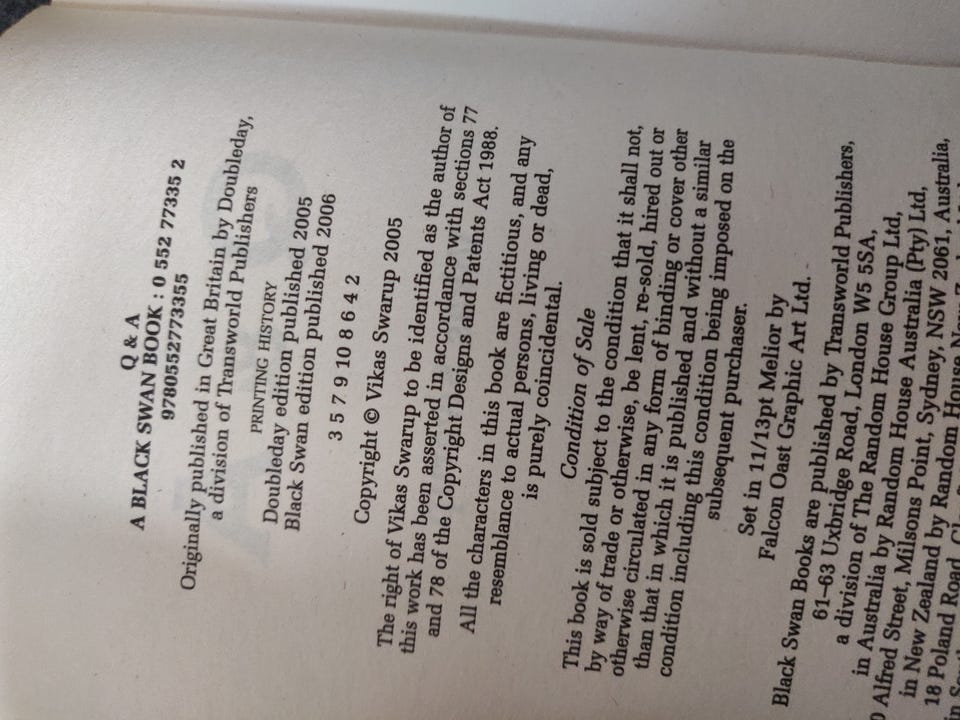 Q & A
A BLACK SWAN BOOK : 0 552 77335 2
9780552773355
Originally published in Great Britain by Doubleday,
a division of Transworld Publishers
PRINTING HISTORY
Doubleday edition published 2005
Black Swan edition published 2006
3 5 7 9 10 8 6 4 2
Copyright © Vikas Swarup 2005
The right of Vikas Swarup to be identified as the author of
this work has been asserted in accordance with sections 77
and 78 of the Copyright Designs and Patents Act 1988.
All the characters in this book are fictitious, and any
resemblance to actual persons, living or dead,
is purely coincidental.
Condition of Sale
This book is sold subject to the condition that it shall not,
by way of trade or otherwise, be lent, re-sold, hired out or
otherwise circulated in any form of binding or cover other
than that in which it is published and without a similar
condition including this condition being imposed on the
subsequent purchaser.
Set in 11/13pt Melior by
Falcon Oast Graphic Art Ltd.
Black Swan Books are published by Transworld Publishers,
61–63 Uxbridge Road, London W5 5SA,
a division of The Random House Group Ltd,
in Australia by Random House Australia (Pty) Ltd,
Alfred Street, Milsons Point, Sydney, NSW 2061, Australia,
in New Zealand by Random House
18 Poland Road,